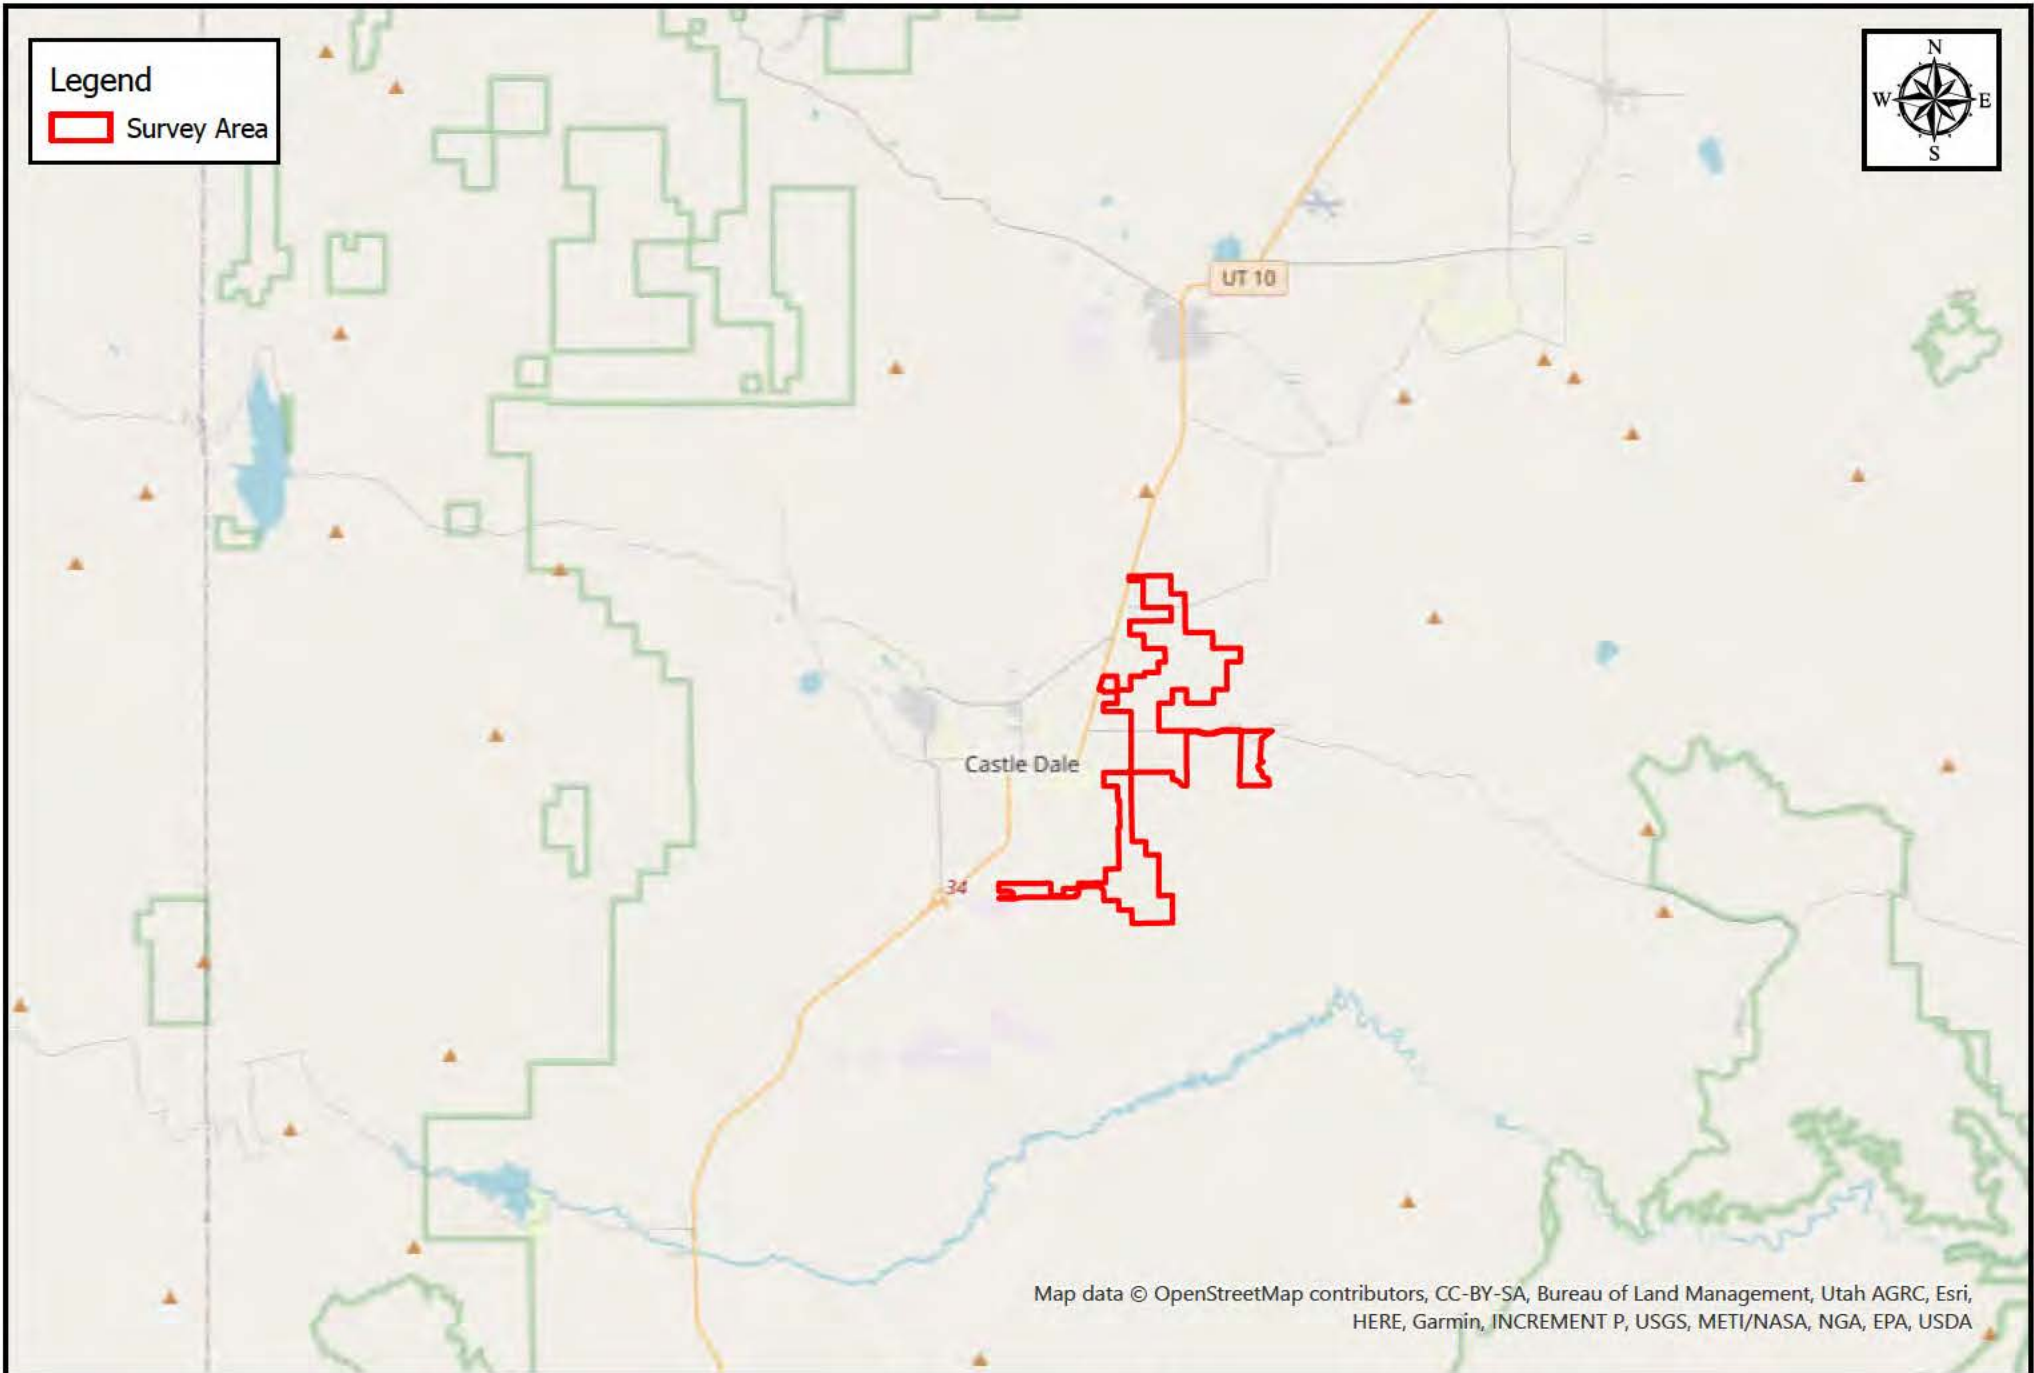 Legend
Survey Area
N
W E
S
UT 10
Castle Dale
34
Map data © OpenStreetMap contributors, CC-BY-SA, Bureau of Land Management, Utah AGRC, Esri,
HERE, Garmin, INCREMENT P, USGS, METI/NASA, NGA, EPA, USDA